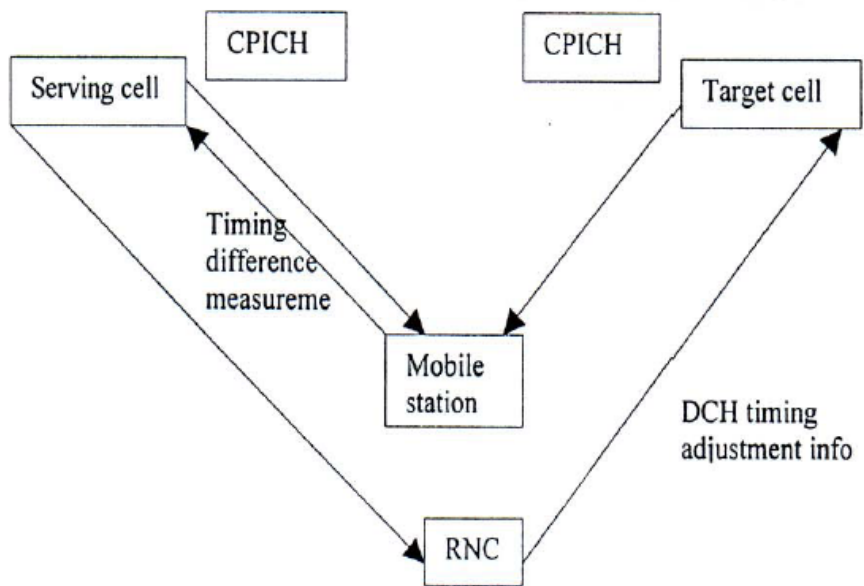 CPICH
CPICH
Serving cell
Target cell
Timing
difference
measureme
Mobile
station
DCH timing
adjustment info
RNC